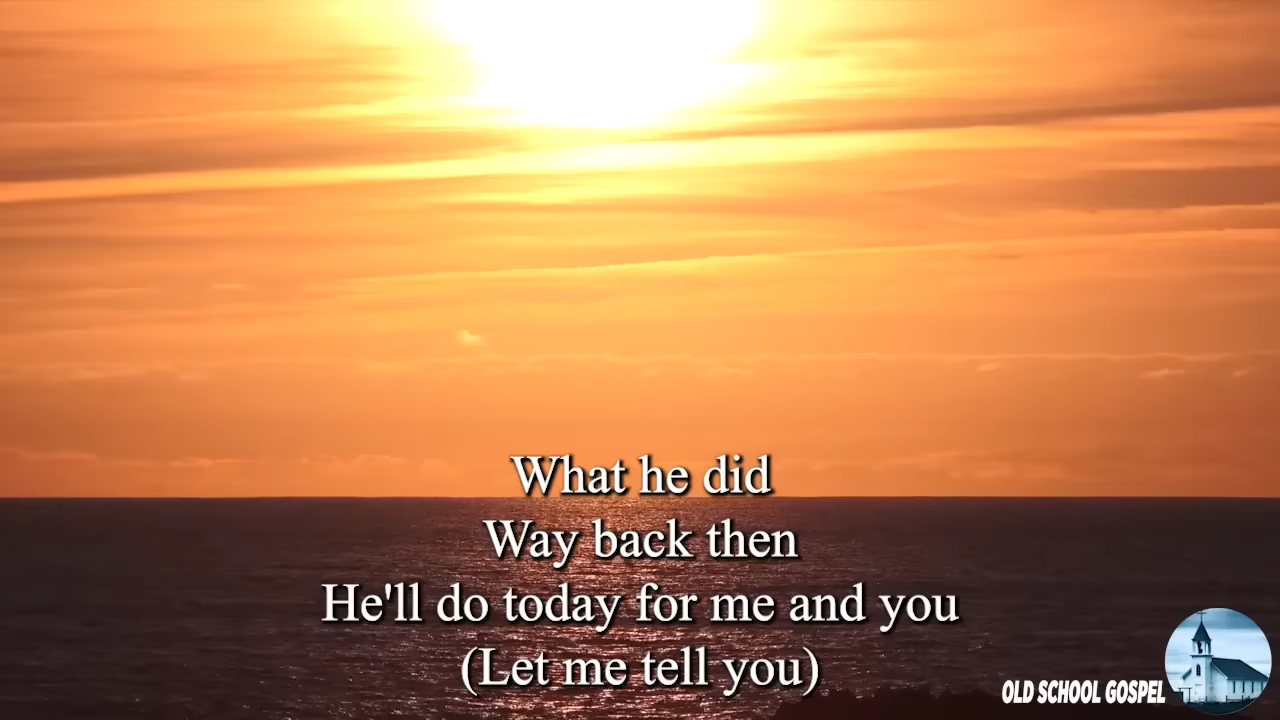 What he did
Way back then
He'll do today for me and you
(Let me tell you)
OLD SCHOOL GOSPEL